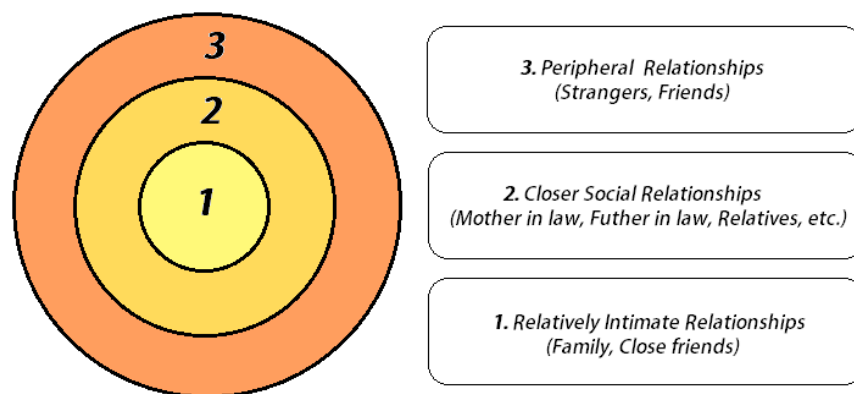 3
2
1
3. Peripheral Relationships
(Strangers, Friends)
2. Closer Social Relationships
(Mother in law, Futher in law, Relatives, etc.)
1. Relatively Intimate Relationships
(Family, Close friends)